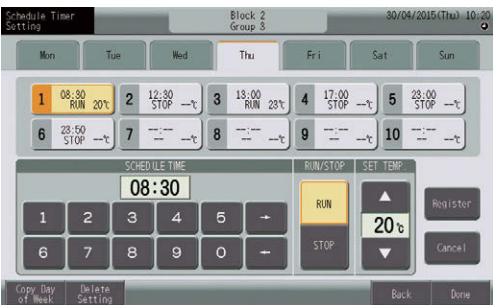 Schedule Timer
Setting
Block 2
Group 3
30/04/2015(Thu) 10:20
Mon Tue Wed Thu Fri Sat Sun
1 08:30 RUN 20℃
2 12:30 STOP --℃
3 13:00 RUN 23℃
4 17:00 STOP --℃
5 23:00 STOP --℃
6 23:50 STOP --℃
7 --:-- --℃
8 --:-- --℃
9 --:-- --℃
10 --:-- --℃
SCHEDULE TIME RUN/STOP SET TEMP.
08:30
1 2 3 4 5 →
6 7 8 9 0 ←
RUN
STOP
20℃
Register
Cancel
Copy Day
of Week
Delete
Setting
Back
Done